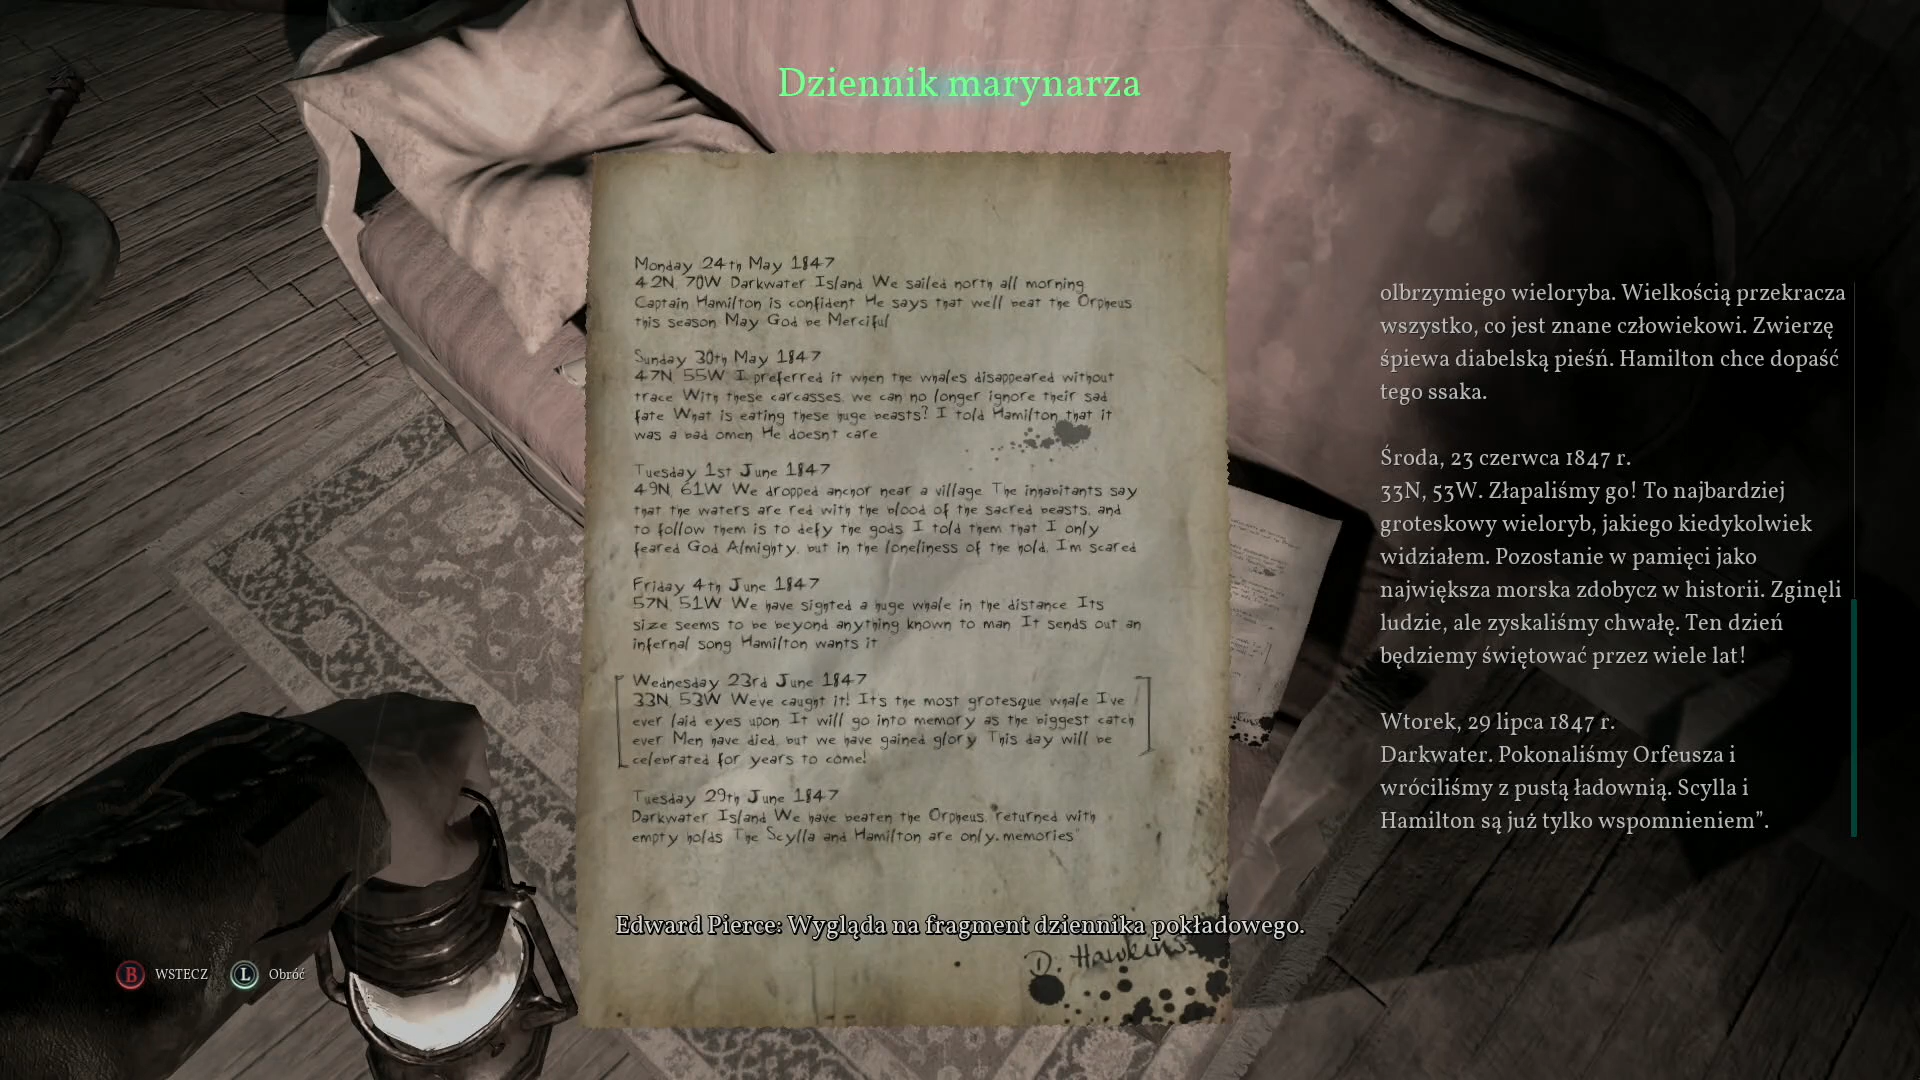 Dziennik marynarza
Monday 24th May 1847
42N, 70W Darkwater Island We sailed north all morning
Captain Hamilton is confident He says that well beat the Orpheus
this season May God be Merciful
Sunday 30th May 1847
47N 55W I preferred it when the whales disappeared without
trace With these carcasses, we can no longer ignore their sad
fate What is eating these huge beasts? I told Hamilton that it
was a bad omen He doesnt care
Tuesday 1st June 1847
49N, 61W We dropped anchor near a village The inhabitants say
that the waters are red with the blood of the sacred beasts, and
to follow them is to defy the gods I told them that I only
feared God Almighty, but in the loneliness of the hold, Im scared
Friday 4th June 1847
57N, 51W We have sighted a huge whale in the distance Its
size seems to be beyond anything known to man It sends out an
infernal song Hamilton wants it
Wednesday 23rd June 1847
33N, 53W Weve caught it! It's the most grotesque whale I've
ever laid eyes upon It will go into memory as the biggest catch
ever Men have died, but we have gained glory This day will be
celebrated for years to come!
Tuesday 29th June 1847
Darkwater Island We have beaten the Orpheus, returned with
empty holds The Scylla and Hamilton are only memories"
D. Hawkins
olbrzymiego wieloryba. Wielkością przekracza
wszystko, co jest znane człowiekowi. Zwierzę
śpiewa diabelską pieśń. Hamilton chce dopaść
tego ssaka.
Środa, 23 czerwca 1847 r.
33N, 53W. Złapaliśmy go! To najbardziej
groteskowy wieloryb, jakiego kiedykolwiek
widziałem. Pozostanie w pamięci jako
największa morska zdobycz w historii. Zginęli
ludzie, ale zyskaliśmy chwałę. Ten dzień
będziemy świętować przez wiele lat!
Wtorek, 29 lipca 1847 r.
Darkwater. Pokonaliśmy Orfeusza i
wróciliśmy z pustą ładownią. Scylla i
Hamilton są już tylko wspomnieniem”.
Edward Pierce: Wygląda na fragment dziennika pokładowego.
B WSTECZ L Obróć